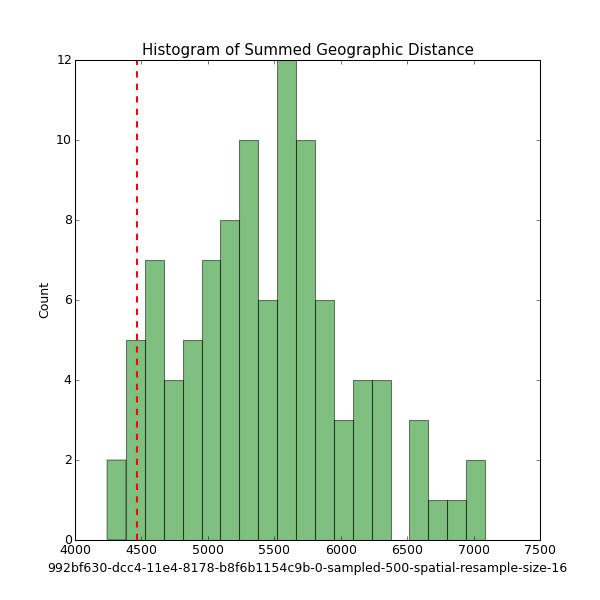 Histogram of Summed Geographic Distance
12
10
8
6
4
2
0
Count
4000 4500 5000 5500 6000 6500 7000 7500
992bf630-dcc4-11e4-8178-b8f6b1154c9b-0-sampled-500-spatial-resample-size-16